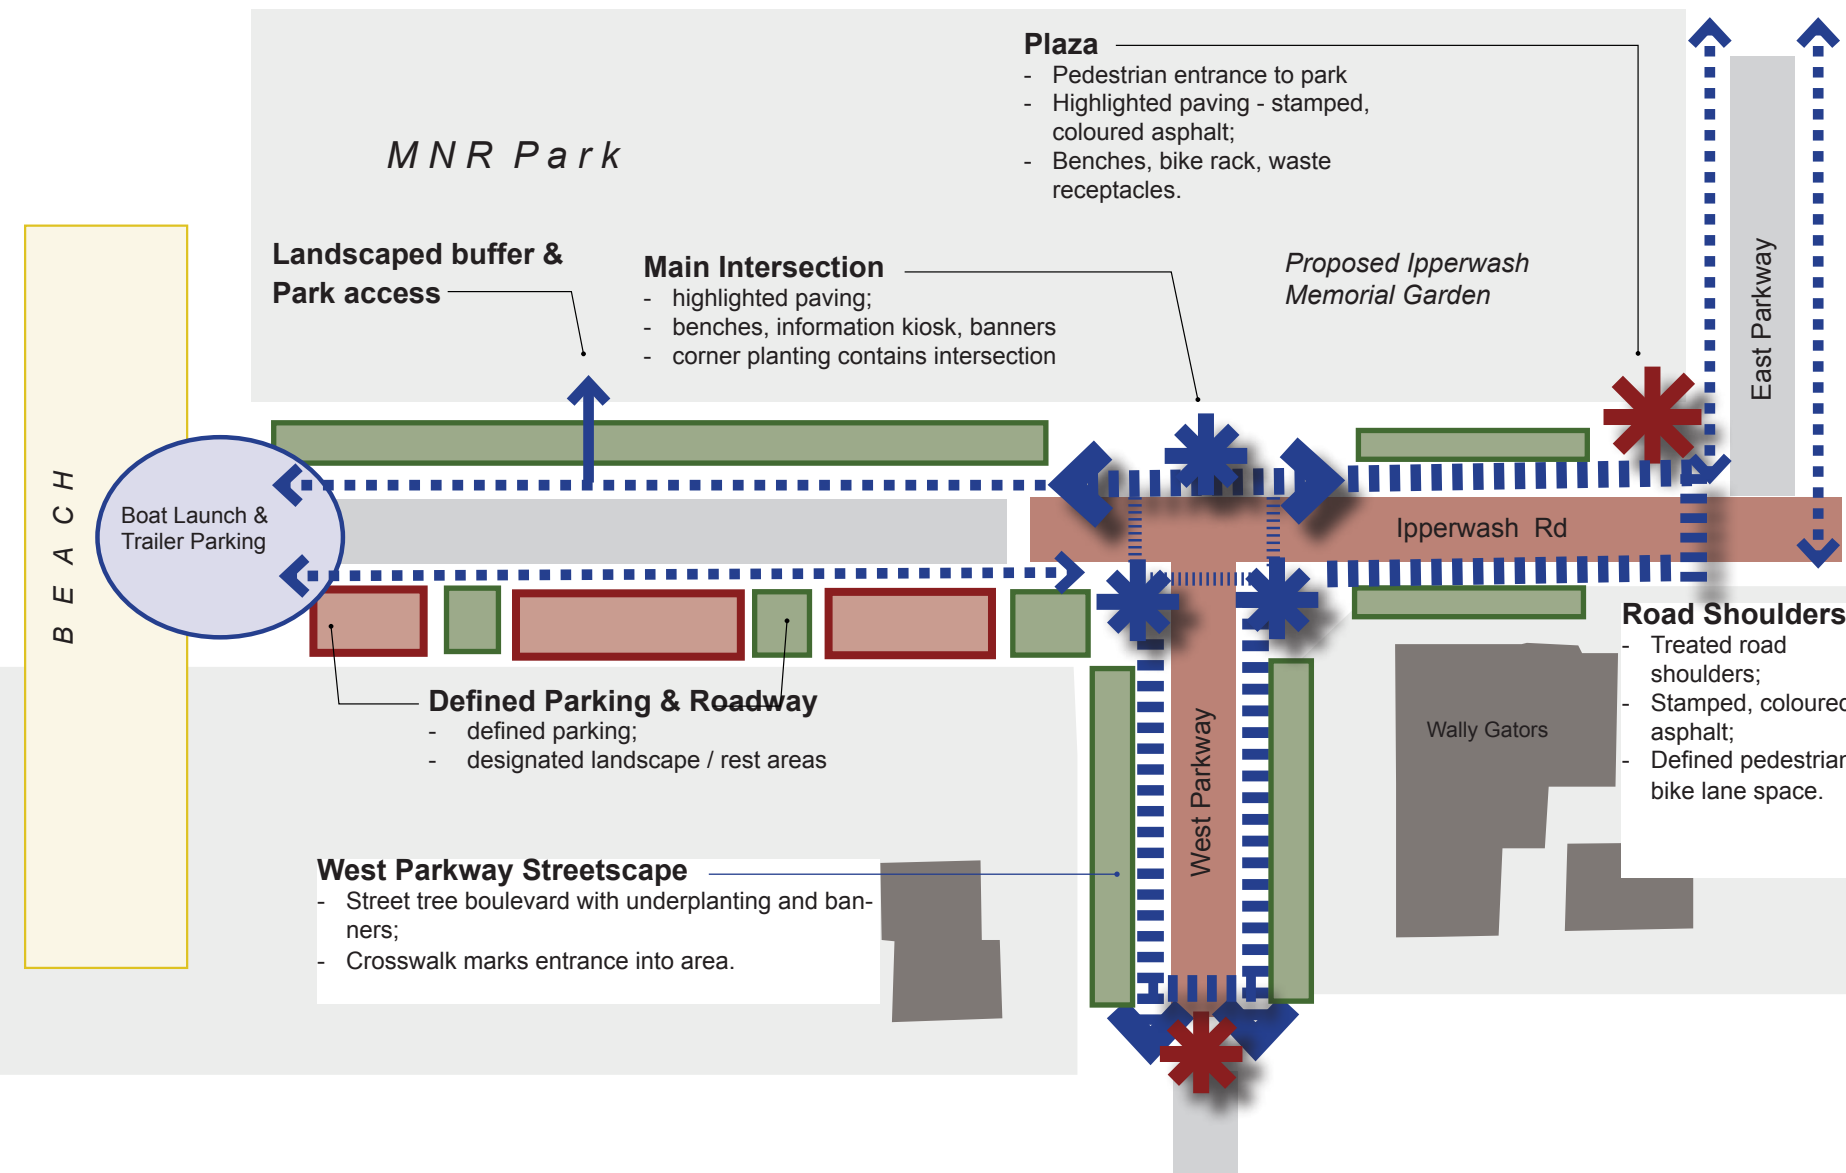 Plaza
- Pedestrian entrance to park
- Highlighted paving - stamped,
coloured asphalt;
- Benches, bike rack, waste
receptacles.
MNR Park
Landscaped buffer &
Park access
Main Intersection
- highlighted paving;
- benches, information kiosk, banners
- corner planting contains intersection
Proposed Ipperwash
Memorial Garden
East Parkway
BEACH
Boat Launch &
Trailer Parking
Ipperwash Rd
Road Shoulders
- Treated road
shoulders;
- Stamped, coloured
asphalt;
- Defined pedestrian
bike lane space.
Defined Parking & Roadway
- defined parking;
- designated landscape / rest areas
West Parkway
Wally Gators
West Parkway Streetscape
- Street tree boulevard with underplanting and ban-
ners;
- Crosswalk marks entrance into area.